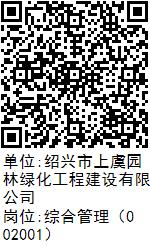 单位:绍兴市上虞园
林绿化工程建设有限
公司
岗位:综合管理（0
02001）